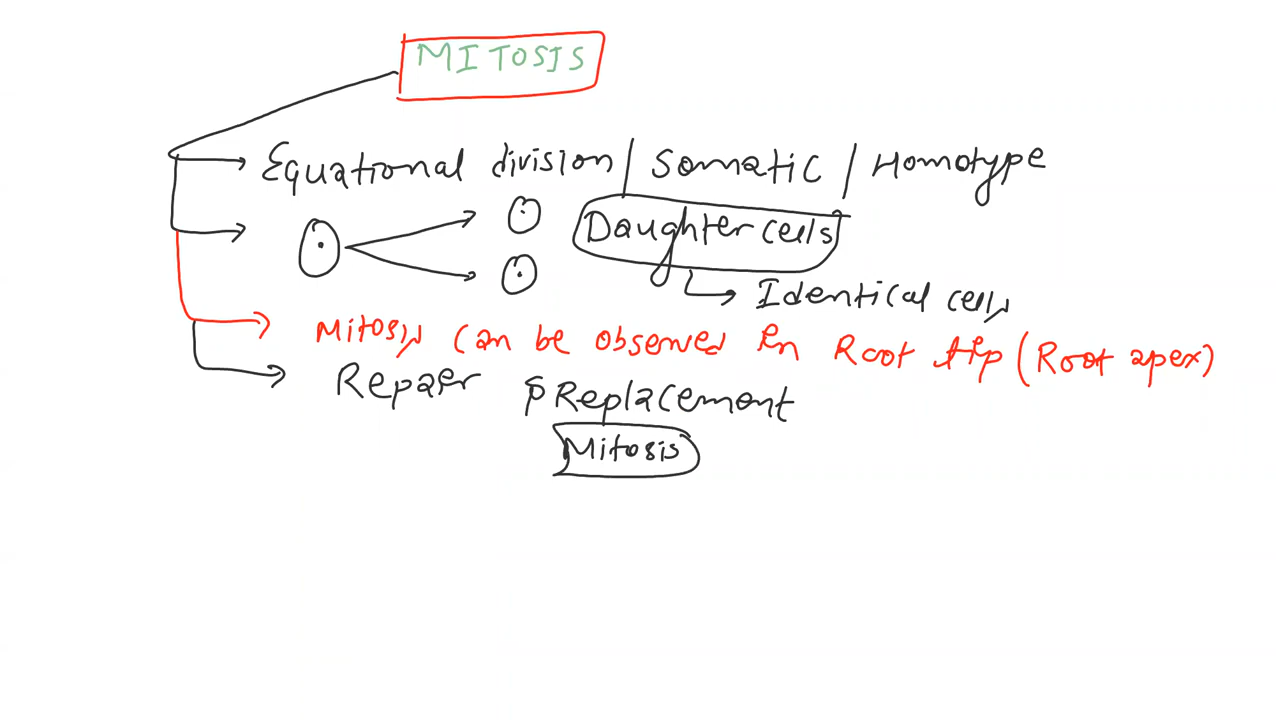 MITOSIS
Equational division / Somatic / Homotype
Daughter cells
Identical cells
Mitosis can be observed in Root tip (Root apex)
Repair & Replacement
Mitosis